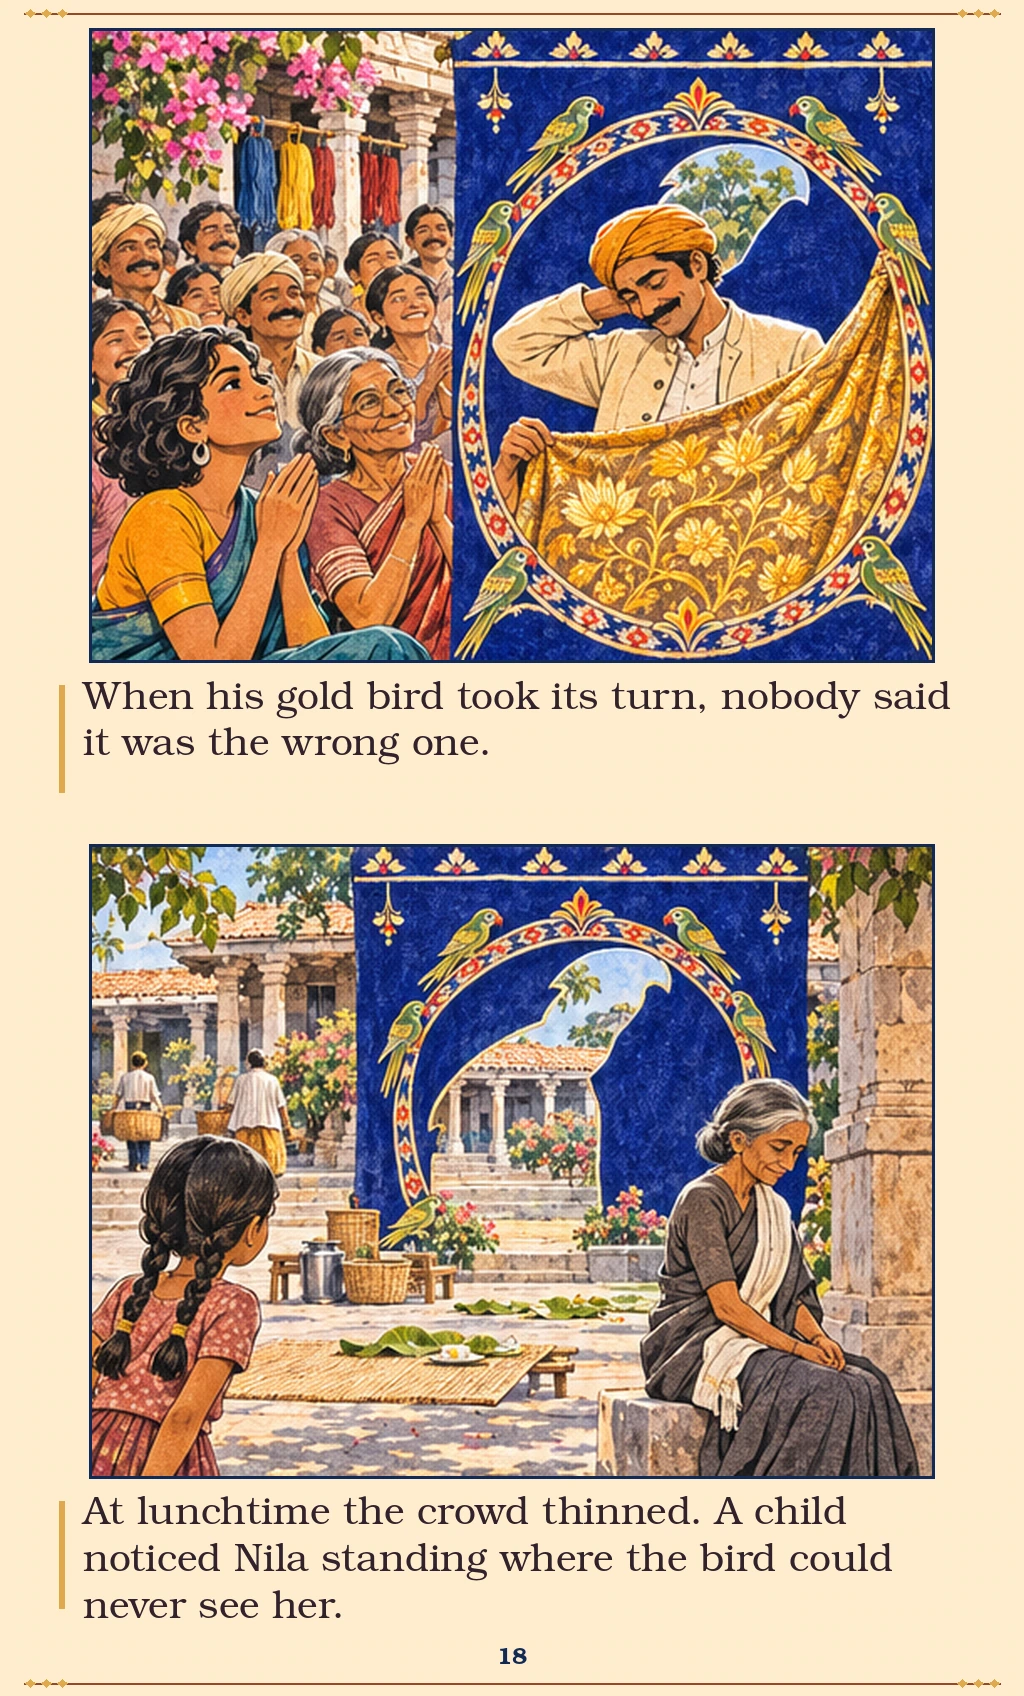 When his gold bird took its turn, nobody said
it was the wrong one.
At lunchtime the crowd thinned. A child
noticed Nila standing where the bird could
never see her.
18